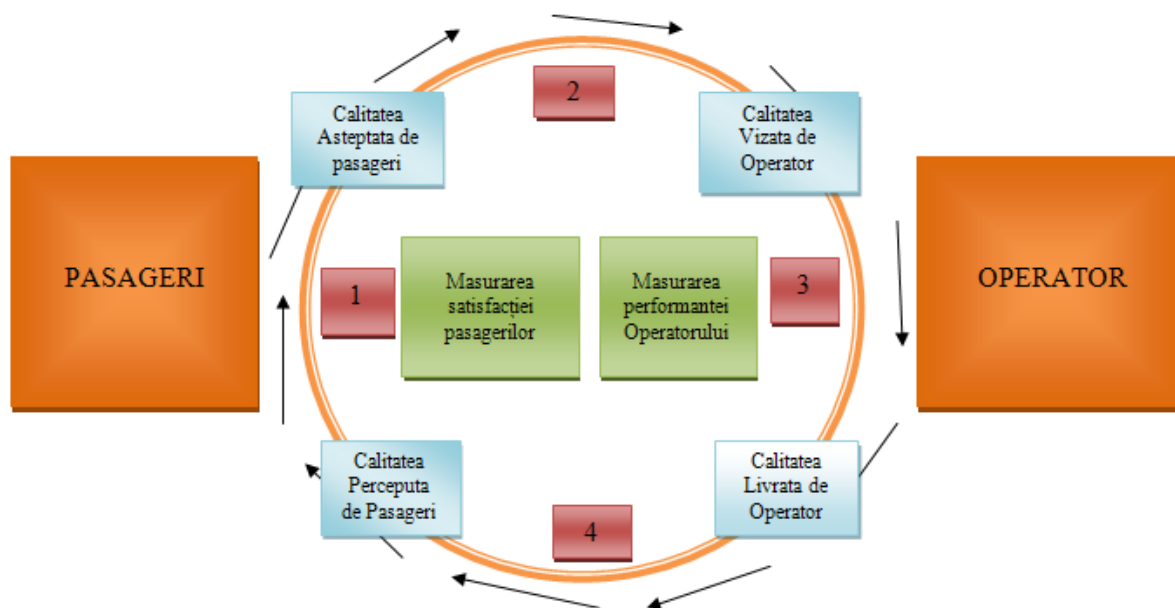 2
Calitatea
Asteptata de
pasageri
Calitatea
Vizata de
Operator
PASAGERI
1
Masurarea
satisfacției
pasagerilor
Masurarea
performantei
Operatorului
3
OPERATOR
Calitatea
Perceputa
de Pasageri
Calitatea
Livrata de
Operator
4